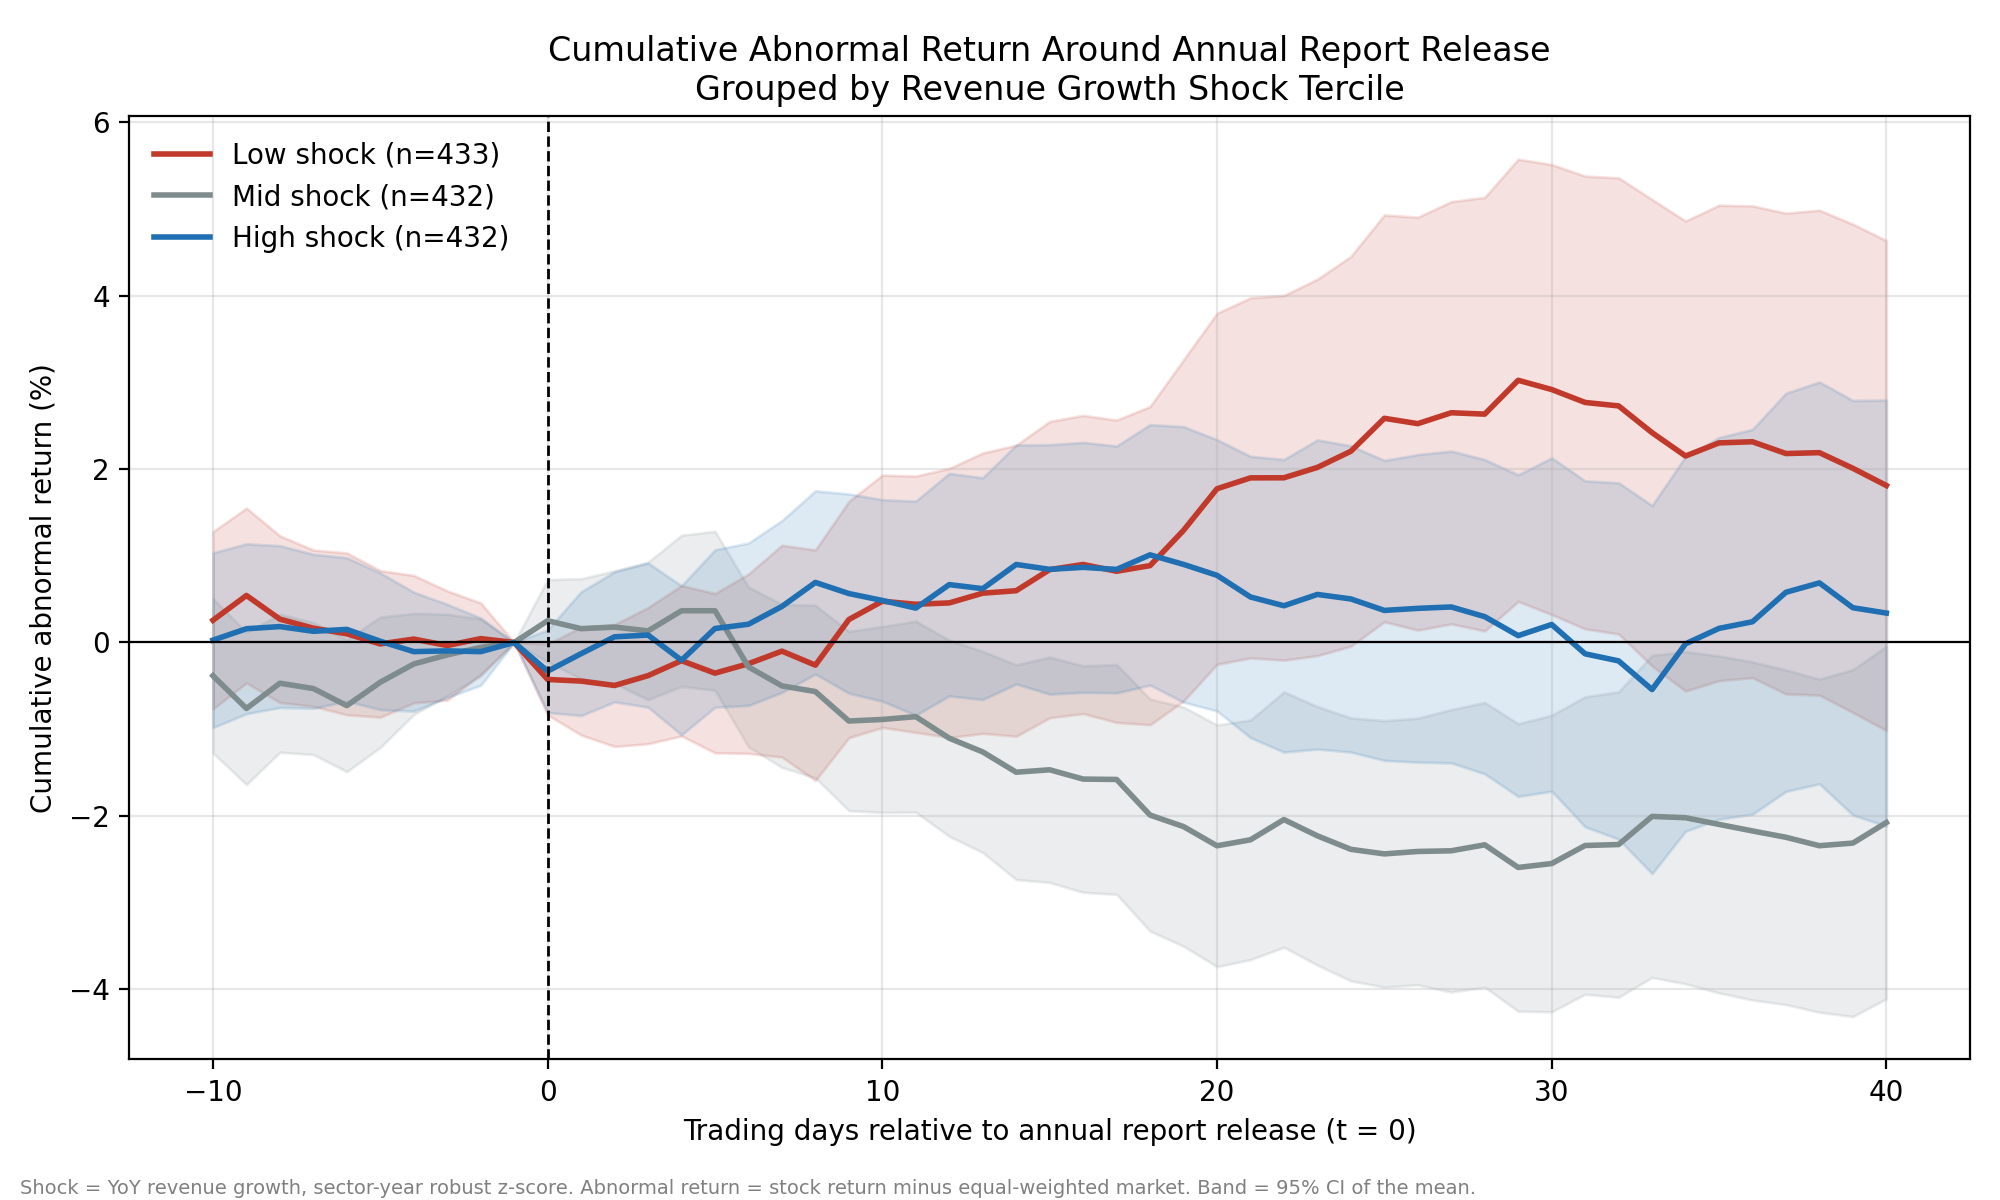 Cumulative Abnormal Return Around Annual Report Release
Grouped by Revenue Growth Shock Tercile
Cumulative abnormal return (%)
6
4
2
0
−2
−4
Low shock (n=433)
Mid shock (n=432)
High shock (n=432)
−10
0
10
20
30
40
Trading days relative to annual report release (t = 0)
Shock = YoY revenue growth, sector-year robust z-score. Abnormal return = stock return minus equal-weighted market. Band = 95% CI of the mean.